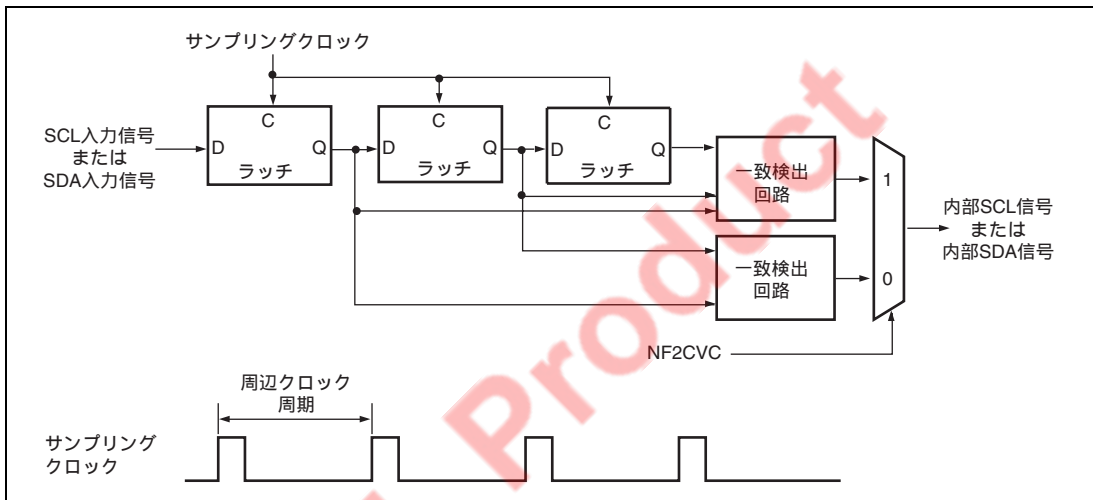 サンプリングクロック
SCL入力信号
または
SDA入力信号
D
C
Q
ラッチ
D
C
Q
ラッチ
D
C
Q
ラッチ
一致検出
回路
一致検出
回路
1
0
内部SCL信号
または
内部SDA信号
NF2CVC
周辺クロック
周期
サンプリング
クロック
Product